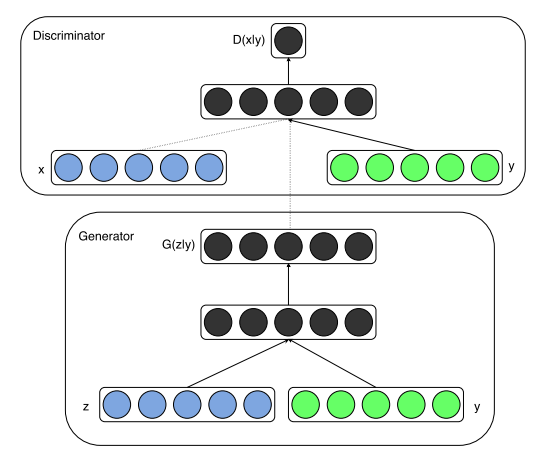 Discriminator
D(x|y)
x
y
Generator
G(z|y)
z
y